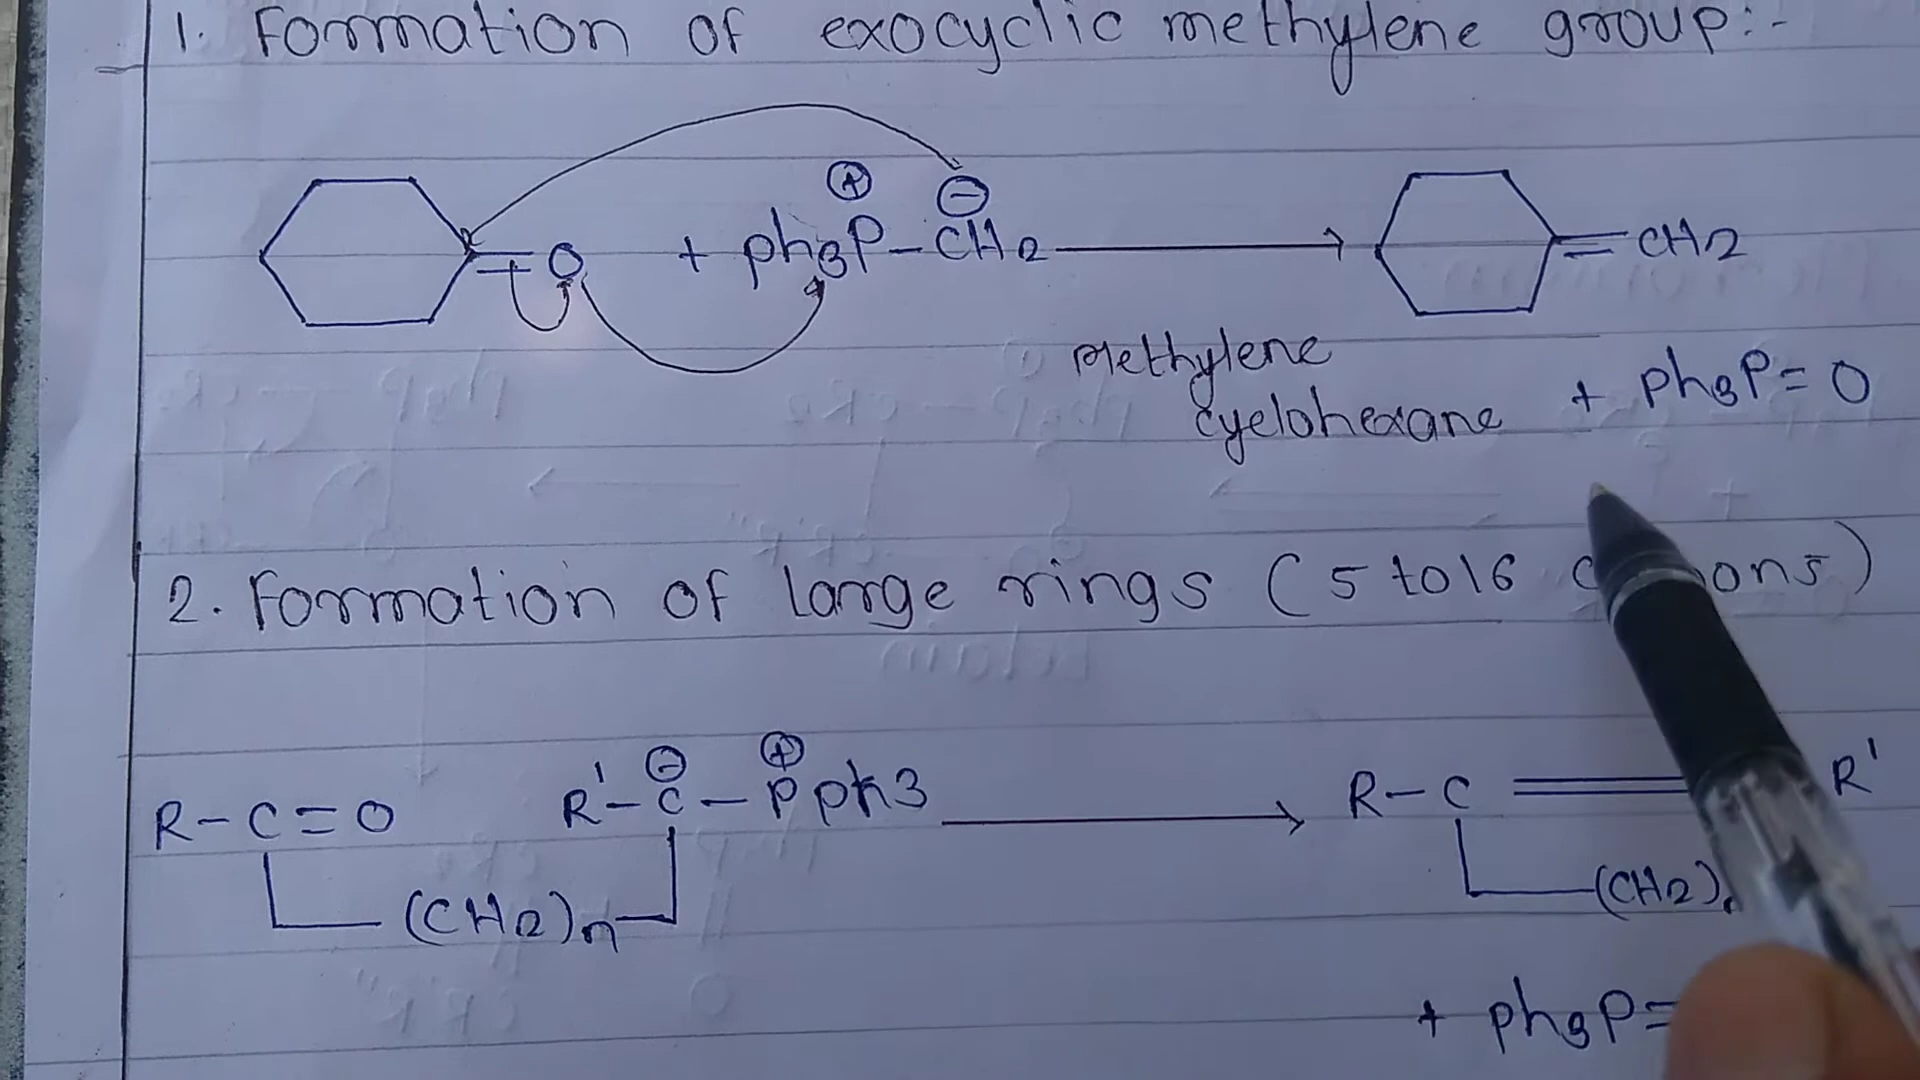 1. Formation of exocyclic methylene group:-
=O + ph3P-CH2 → =CH2
⊕ ⊖
Methylene
cyclohexane + ph3P=O
2. Formation of large rings (5 to 16
R-C=O R'-C-Pph3 → R-C R'
⊖ ⊕
(CH2)n (CH2)
+ ph3P=